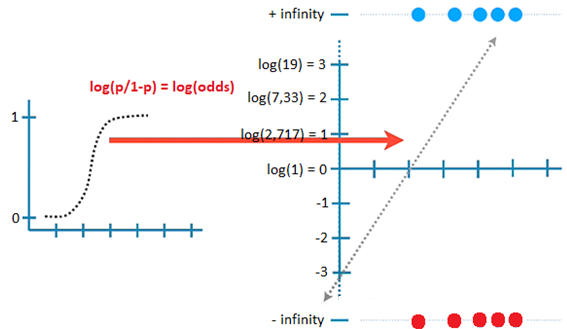 + infinity
log(19) = 3
log(p/1-p) = log(odds)
log(7,33) = 2
1
log(2,717) = 1
log(1) = 0
-1
0
-2
-3
- infinity